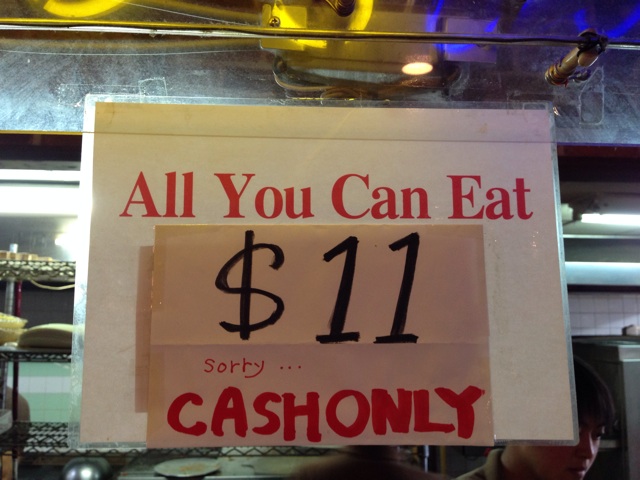 All You Can Eat
$11
sorry ...
CASHONLY